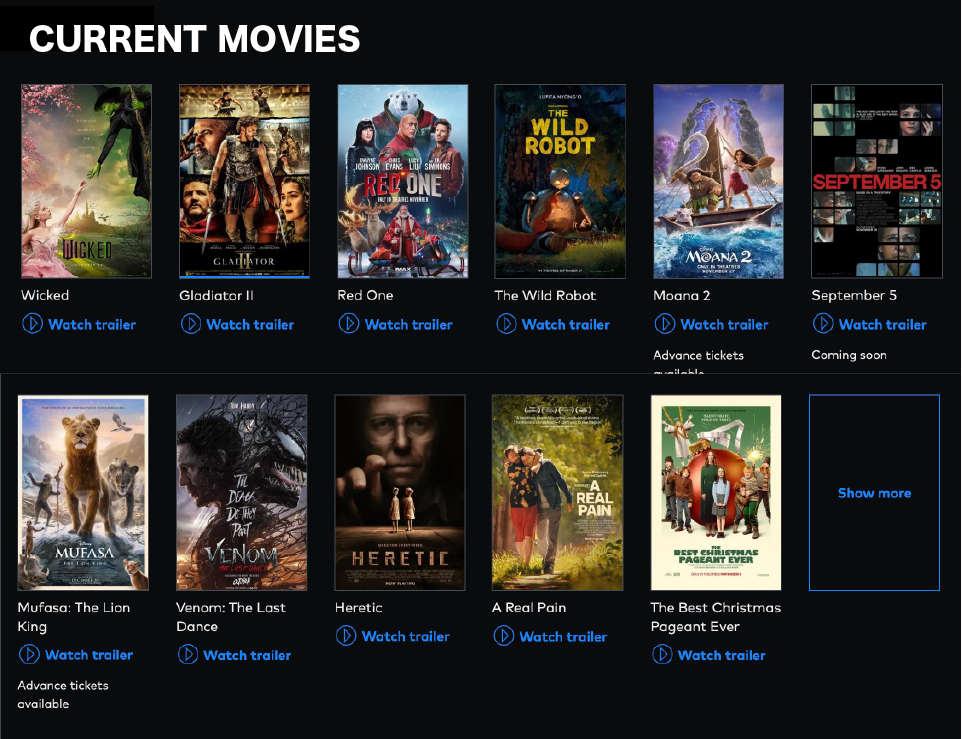 CURRENT MOVIES
WICKED
GLADIATOR
II
DWAYNE JOHNSON CHRIS EVANS LUCY LIU J.K. SIMMONS
RED ONE
ONLY IN THEATRES NOVEMBER
IMAX
LUPITA NYONG'O
THE
WILD
ROBOT
Disney
MOANA 2
ONLY IN THEATERS
NOVEMBER 27
SEPTEMBER 5
Wicked
Gladiator II
Red One
The Wild Robot
Moana 2
September 5
Watch trailer
Watch trailer
Watch trailer
Watch trailer
Watch trailer
Watch trailer
Advance tickets
available
Coming soon
Disney
MUFASA
THE LION KING
TOM HARDY
'TIL
DEATH
DO THEY
PART
VENOM
THE LAST DANCE
OCTOBER
HERETIC
NOW PLAYING
A
REAL
PAIN
THE
BEST CHRISTMAS
PAGEANT EVER
Show more
Mufasa: The Lion
King
Venom: The Last
Dance
Heretic
A Real Pain
The Best Christmas
Pageant Ever
Watch trailer
Watch trailer
Watch trailer
Watch trailer
Watch trailer
Advance tickets
available